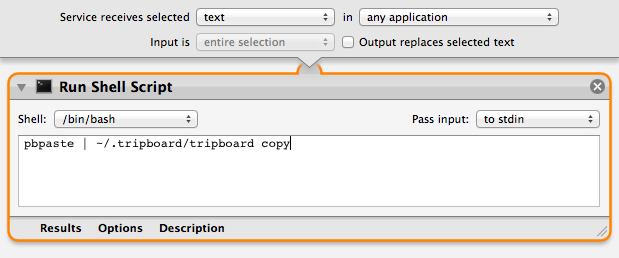 Service receives selected text in any application
Input is entire selection Output replaces selected text
Run Shell Script
Shell: /bin/bash Pass input: to stdin
pbpaste | ~/.tripboard/tripboard copy
Results Options Description